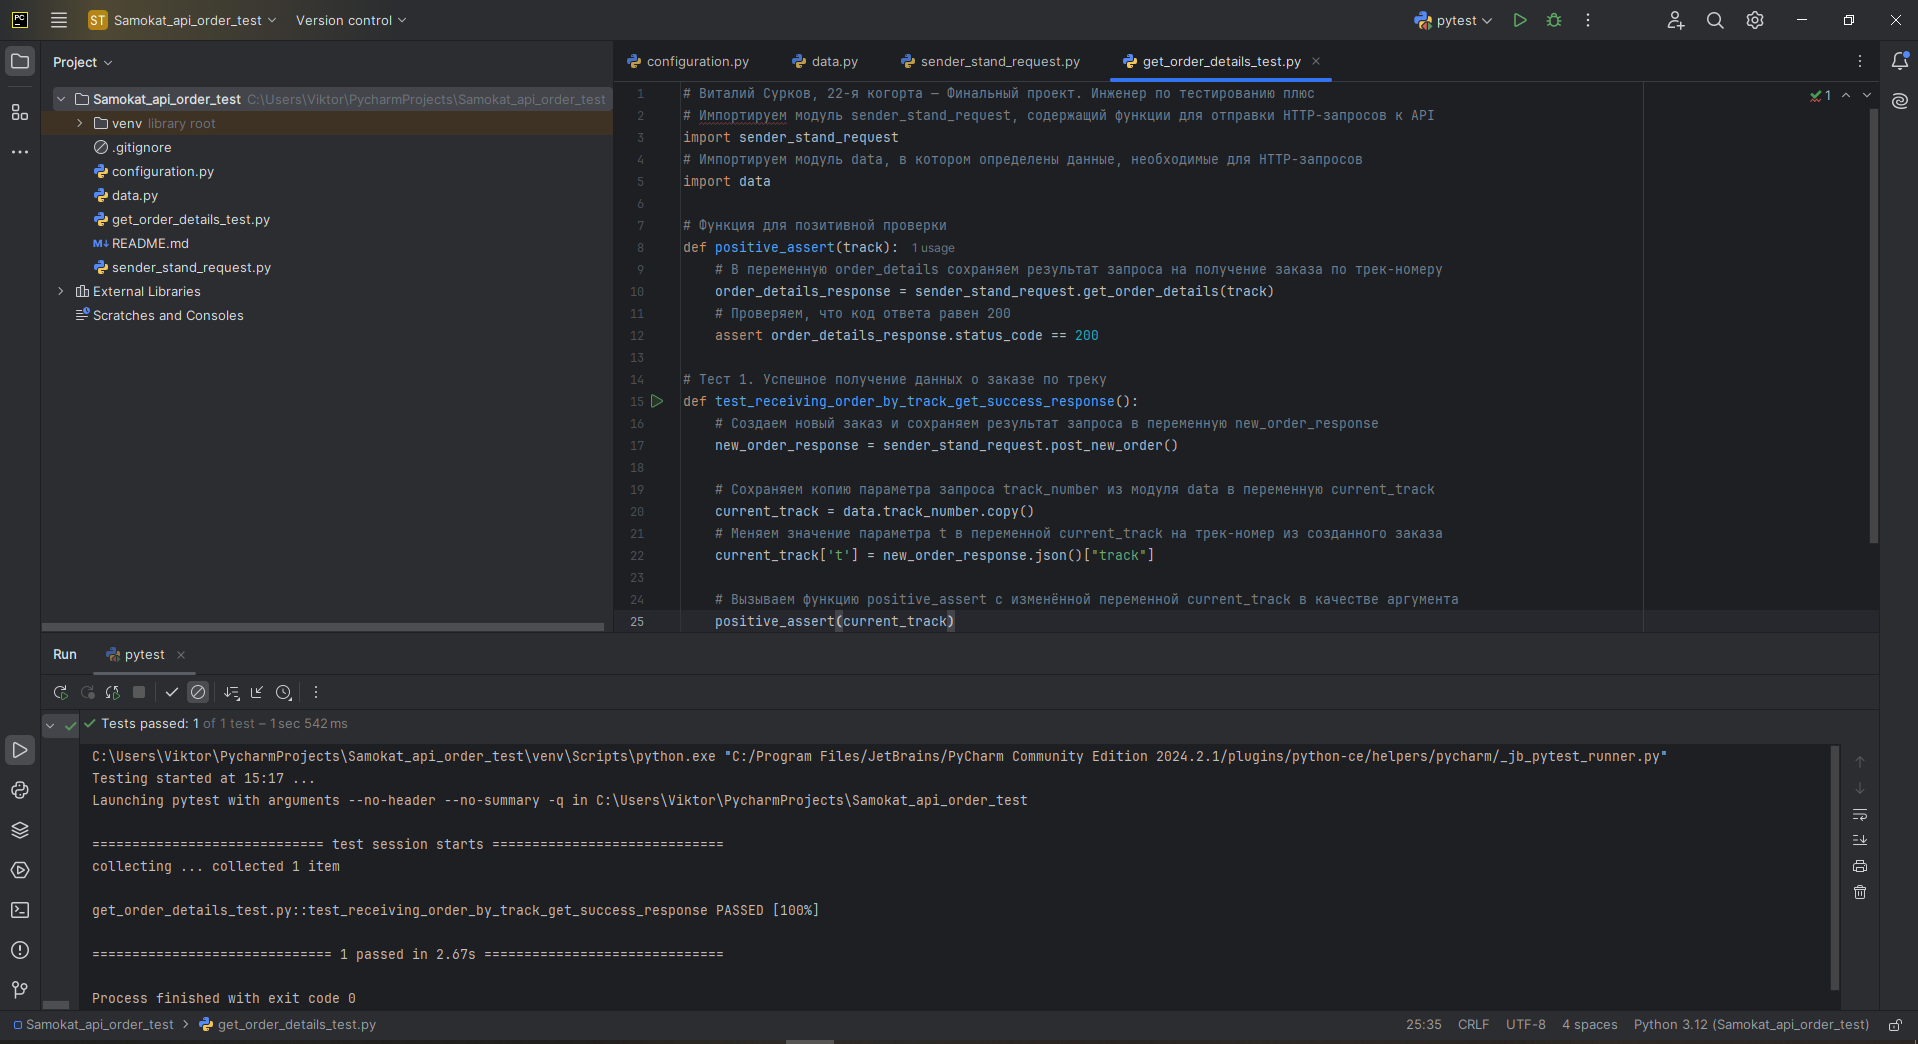 PC
ST Samokat_api_order_test Version control pytest
Project
Samokat_api_order_test C:\Users\Viktor\PycharmProjects\Samokat_api_order_test
venv library root
.gitignore
configuration.py
data.py
get_order_details_test.py
M↓ README.md
sender_stand_request.py
External Libraries
Scratches and Consoles
configuration.py data.py sender_stand_request.py get_order_details_test.py
1
1 # Виталий Сурков, 22-я когорта — Финальный проект. Инженер по тестированию плюс
2 # Импортируем модуль sender_stand_request, содержащий функции для отправки HTTP-запросов к API
3 import sender_stand_request
4 # Импортируем модуль data, в котором определены данные, необходимые для HTTP-запросов
5 import data
6
7 # Функция для позитивной проверки
8 def positive_assert(track): 1 usage
9 # В переменную order_details сохраняем результат запроса на получение заказа по трек-номеру
10 order_details_response = sender_stand_request.get_order_details(track)
11 # Проверяем, что код ответа равен 200
12 assert order_details_response.status_code == 200
13
14 # Тест 1. Успешное получение данных о заказе по треку
15 def test_receiving_order_by_track_get_success_response():
16 # Создаем новый заказ и сохраняем результат запроса в переменную new_order_response
17 new_order_response = sender_stand_request.post_new_order()
18
19 # Сохраняем копию параметра запроса track_number из модуля data в переменную current_track
20 current_track = data.track_number.copy()
21 # Меняем значение параметра t в переменной current_track на трек-номер из созданного заказа
22 current_track['t'] = new_order_response.json()["track"]
23
24 # Вызываем функцию positive_assert с изменённой переменной current_track в качестве аргумента
25 positive_assert(current_track)
Run pytest
Tests passed: 1 of 1 test – 1 sec 542 ms
C:\Users\Viktor\PycharmProjects\Samokat_api_order_test\venv\Scripts\python.exe "C:/Program Files/JetBrains/PyCharm Community Edition 2024.2.1/plugins/python-ce/helpers/pycharm/_jb_pytest_runner.py"
Testing started at 15:17 ...
Launching pytest with arguments --no-header --no-summary -q in C:\Users\Viktor\PycharmProjects\Samokat_api_order_test
============================= test session starts =============================
collecting ... collected 1 item
get_order_details_test.py::test_receiving_order_by_track_get_success_response PASSED [100%]
============================== 1 passed in 2.67s ==============================
Process finished with exit code 0
Samokat_api_order_test > get_order_details_test.py 25:35 CRLF UTF-8 4 spaces Python 3.12 (Samokat_api_order_test)